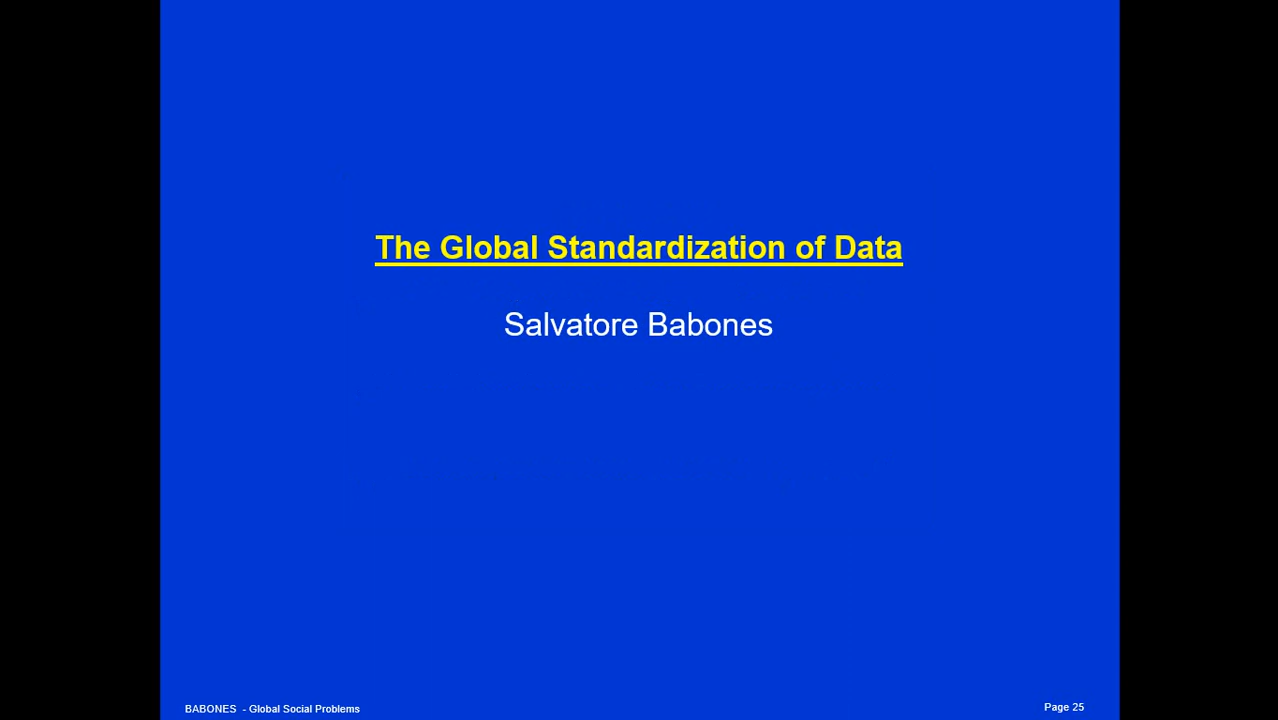 The Global Standardization of Data
Salvatore Babones
BABONES - Global Social Problems
Page 25